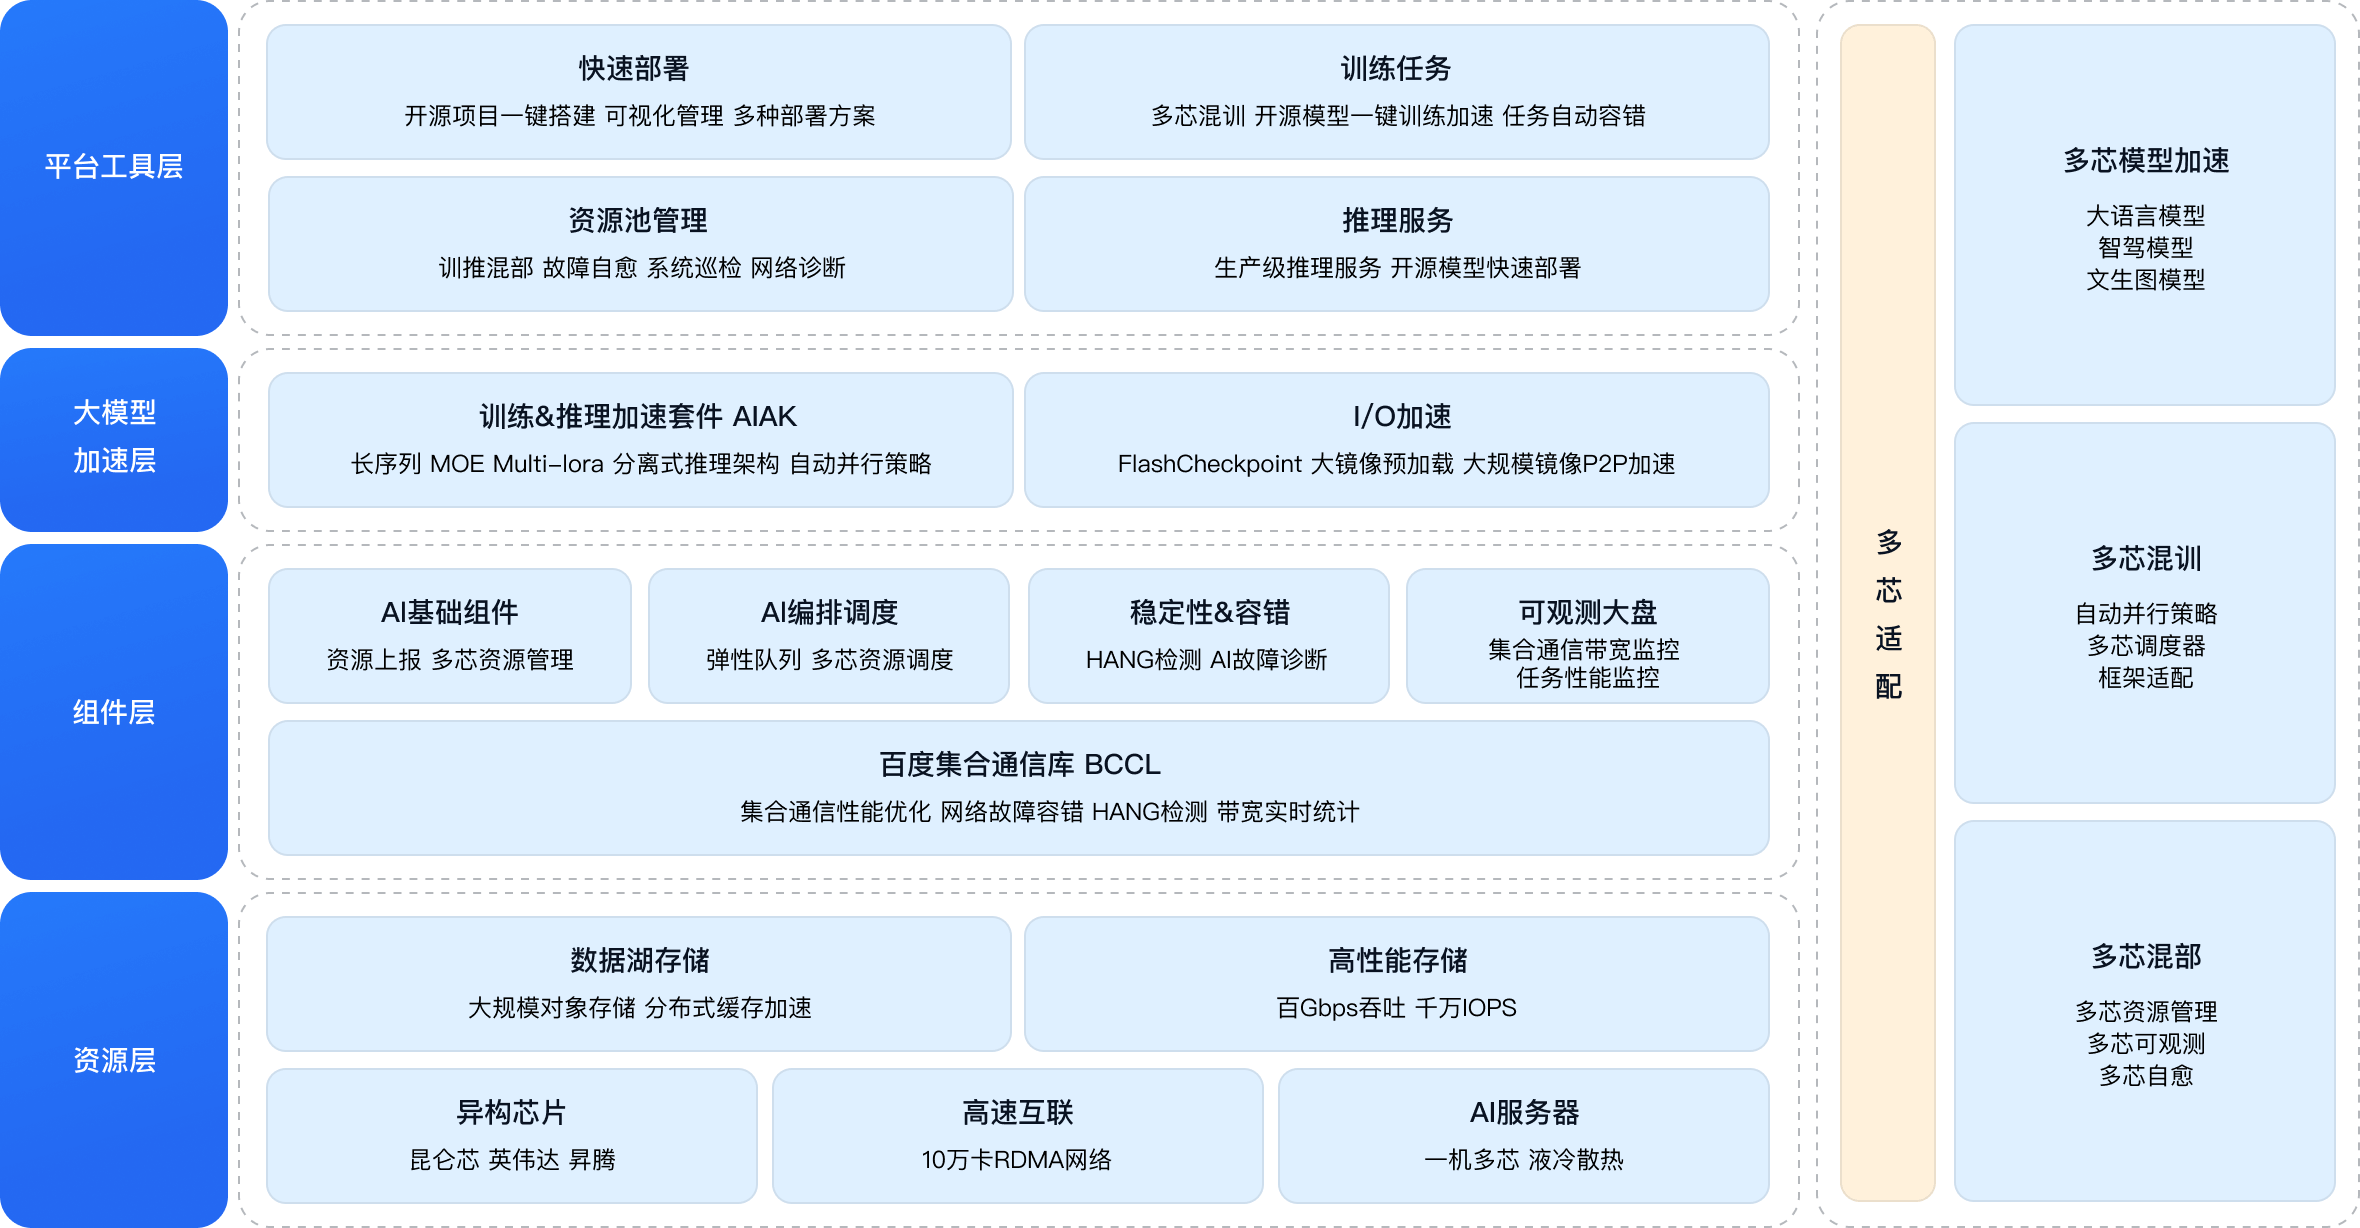 平台工具层
快速部署
开源项目一键搭建 可视化管理 多种部署方案
训练任务
多芯混训 开源模型一键训练加速 任务自动容错
资源池管理
训推混部 故障自愈 系统巡检 网络诊断
推理服务
生产级推理服务 开源模型快速部署
大模型
加速层
训练&推理加速套件 AIAK
长序列 MOE Multi-lora 分离式推理架构 自动并行策略
I/O加速
FlashCheckpoint 大镜像预加载 大规模镜像P2P加速
组件层
AI基础组件
资源上报 多芯资源管理
AI编排调度
弹性队列 多芯资源调度
稳定性&容错
HANG检测 AI故障诊断
可观测大盘
集合通信带宽监控
任务性能监控
百度集合通信库 BCCL
集合通信性能优化 网络故障容错 HANG检测 带宽实时统计
资源层
数据湖存储
大规模对象存储 分布式缓存加速
高性能存储
百Gbps吞吐 千万IOPS
异构芯片
昆仑芯 英伟达 昇腾
高速互联
10万卡RDMA网络
AI服务器
一机多芯 液冷散热
多
芯
适
配
多芯模型加速
大语言模型
智驾模型
文生图模型
多芯混训
自动并行策略
多芯调度器
框架适配
多芯混部
多芯资源管理
多芯可观测
多芯自愈